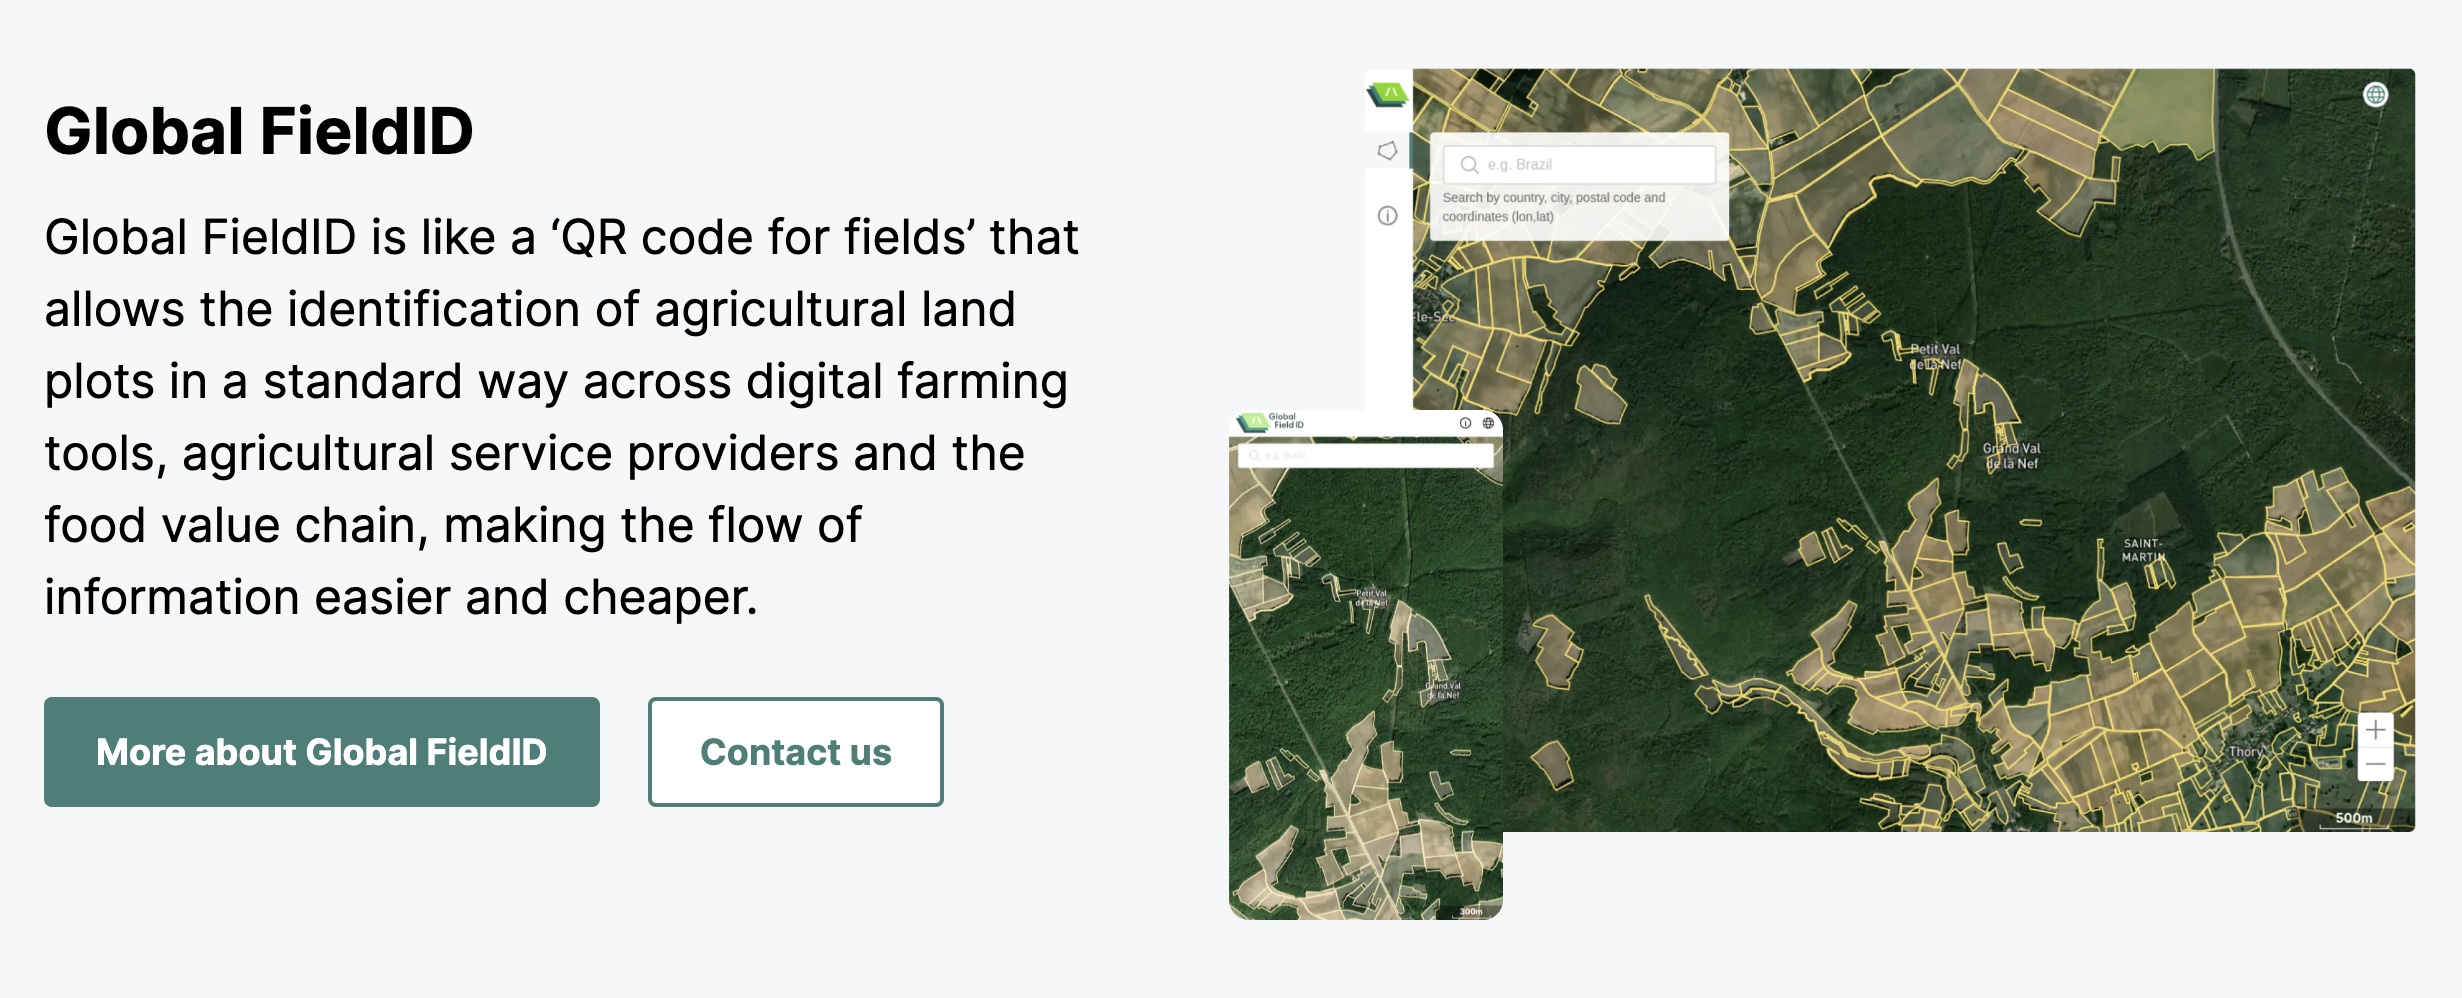 Global FieldID
Global FieldID is like a ‘QR code for fields’ that
allows the identification of agricultural land
plots in a standard way across digital farming
tools, agricultural service providers and the
food value chain, making the flow of
information easier and cheaper.
More about Global FieldID
Contact us
e.g. Brazil
Search by country, city, postal code and
coordinates (lon,lat)
Petit Val
de la Nef
Grand Val
de la Nef
SAINT-
MARTIN
Thory
500m
Global
Field ID
e.g. Brazil
Petit Val
de la Nef
Grand Val
de la Nef
300m